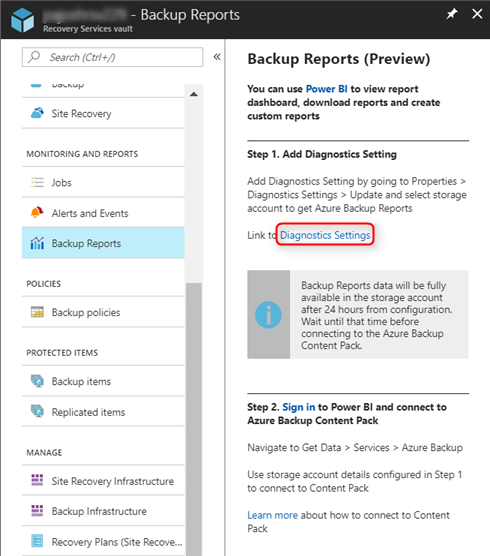 - Backup Reports
Recovery Services vault
Search (Ctrl+/)
Backup
Site Recovery
MONITORING AND REPORTS
Jobs
Alerts and Events
Backup Reports
POLICIES
Backup policies
PROTECTED ITEMS
Backup items
Replicated items
MANAGE
Site Recovery Infrastructure
Backup Infrastructure
Recovery Plans (Site Recove...
Backup Reports (Preview)
You can use Power BI to view report
dashboard, download reports and create
custom reports
Step 1. Add Diagnostics Setting
Add Diagnostics Setting by going to Properties >
Diagnostics Settings > Update and select storage
account to get Azure Backup Reports
Link to Diagnostics Settings
Backup Reports data will be fully
available in the storage account
after 24 hours from configuration.
Wait until that time before
connecting to the Azure Backup
Content Pack.
Step 2. Sign in to Power BI and connect to
Azure Backup Content Pack
Navigate to Get Data > Services > Azure Backup
Use storage account details configured in Step 1
to connect to Content Pack
Learn more about how to connect to Content
Pack